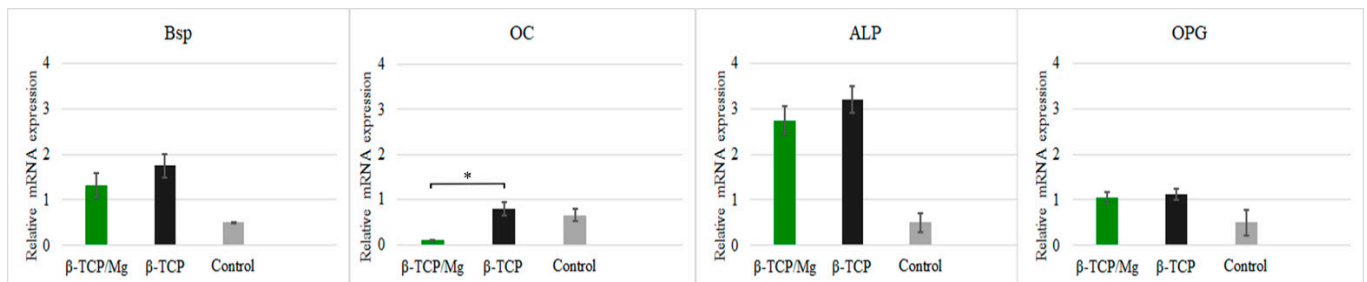 Bsp
Relative mRNA expression
4
3
2
1
0
β-TCP/Mg β-TCP Control
OC
Relative mRNA expression
4
3
2
1
0
*
β-TCP/Mg β-TCP Control
ALP
Relative mRNA expression
4
3
2
1
0
β-TCP/Mg β-TCP Control
OPG
Relative mRNA expression
4
3
2
1
0
β-TCP/Mg β-TCP Control